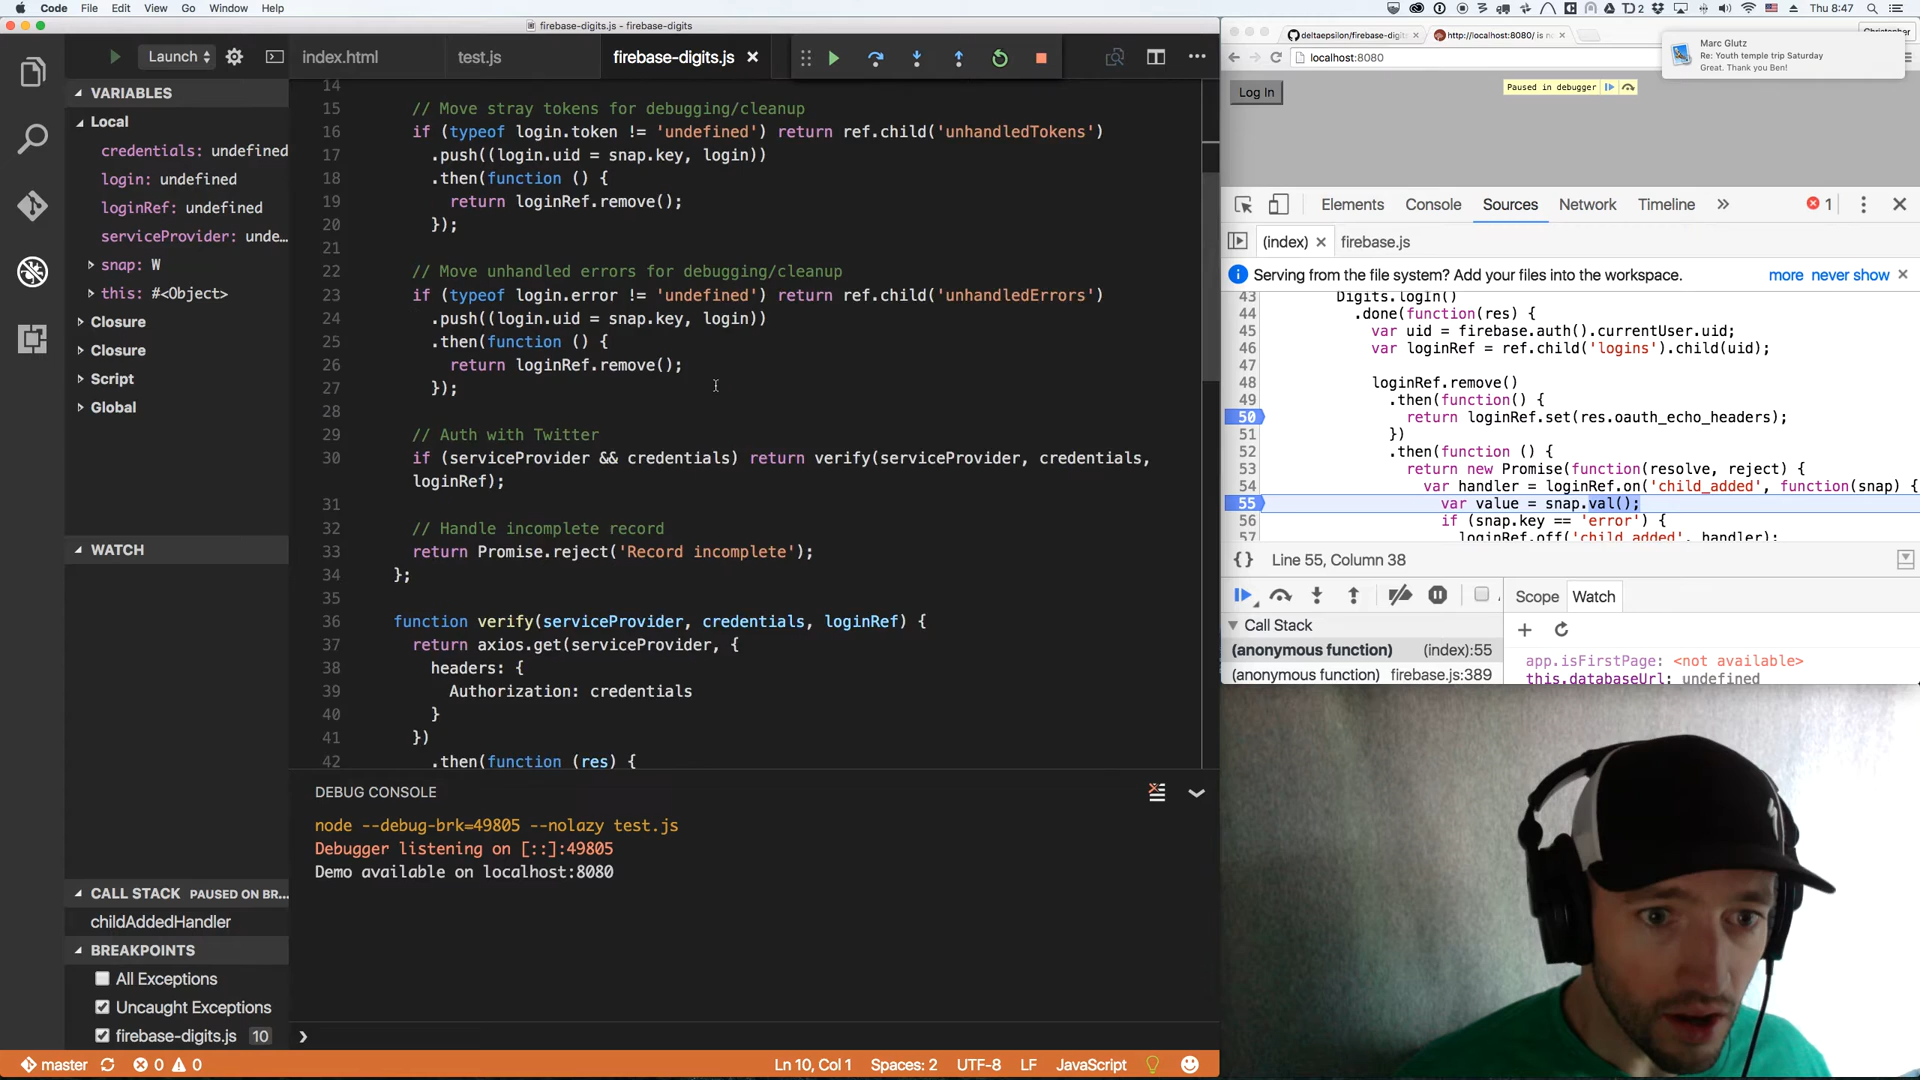 Code File Edit View Go Window Help
2 Thu 8:47
firebase-digits.js - firebase-digits
Launch
index.html test.js firebase-digits.js
VARIABLES
Local
credentials: undefined
login: undefined
loginRef: undefined
serviceProvider: unde…
snap: W
this: #<Object>
Closure
Closure
Script
Global
WATCH
CALL STACK PAUSED ON BR…
childAddedHandler
BREAKPOINTS
All Exceptions
Uncaught Exceptions
firebase-digits.js 10
14
15 // Move stray tokens for debugging/cleanup
16 if (typeof login.token != 'undefined') return ref.child('unhandledTokens')
17 .push((login.uid = snap.key, login))
18 .then(function () {
19 return loginRef.remove();
20 });
21
22 // Move unhandled errors for debugging/cleanup
23 if (typeof login.error != 'undefined') return ref.child('unhandledErrors')
24 .push((login.uid = snap.key, login))
25 .then(function () {
26 return loginRef.remove();
27 });
28
29 // Auth with Twitter
30 if (serviceProvider && credentials) return verify(serviceProvider, credentials,
loginRef);
31
32 // Handle incomplete record
33 return Promise.reject('Record incomplete');
34 };
35
36 function verify(serviceProvider, credentials, loginRef) {
37 return axios.get(serviceProvider, {
38 headers: {
39 Authorization: credentials
40 }
41 })
42 .then(function (res) {
DEBUG CONSOLE
node --debug-brk=49805 --nolazy test.js
Debugger listening on [::]:49805
Demo available on localhost:8080
master 0 0 Ln 10, Col 1 Spaces: 2 UTF-8 LF JavaScript
deltaepsilon/firebase-digits http://localhost:8080/ is no Christopher
localhost:8080
Marc Glutz
Re: Youth temple trip Saturday
Great. Thank you Ben!
Log In
Paused in debugger
Elements Console Sources Network Timeline 1
(index) firebase.js
Serving from the file system? Add your files into the workspace. more never show
43 Digits.logIn()
44 .done(function(res) {
45 var uid = firebase.auth().currentUser.uid;
46 var loginRef = ref.child('logins').child(uid);
47
48 loginRef.remove()
49 .then(function() {
50 return loginRef.set(res.oauth_echo_headers);
51 })
52 .then(function () {
53 return new Promise(function(resolve, reject) {
54 var handler = loginRef.on('child_added', function(snap) {
55 var value = snap.val();
56 if (snap.key == 'error') {
57 loginRef.off('child_added', handler);
{} Line 55, Column 38
Call Stack
(anonymous function) (index):55
(anonymous function) firebase.js:389
Scope Watch
app.isFirstPage: <not available>
this.databaseUrl: undefined